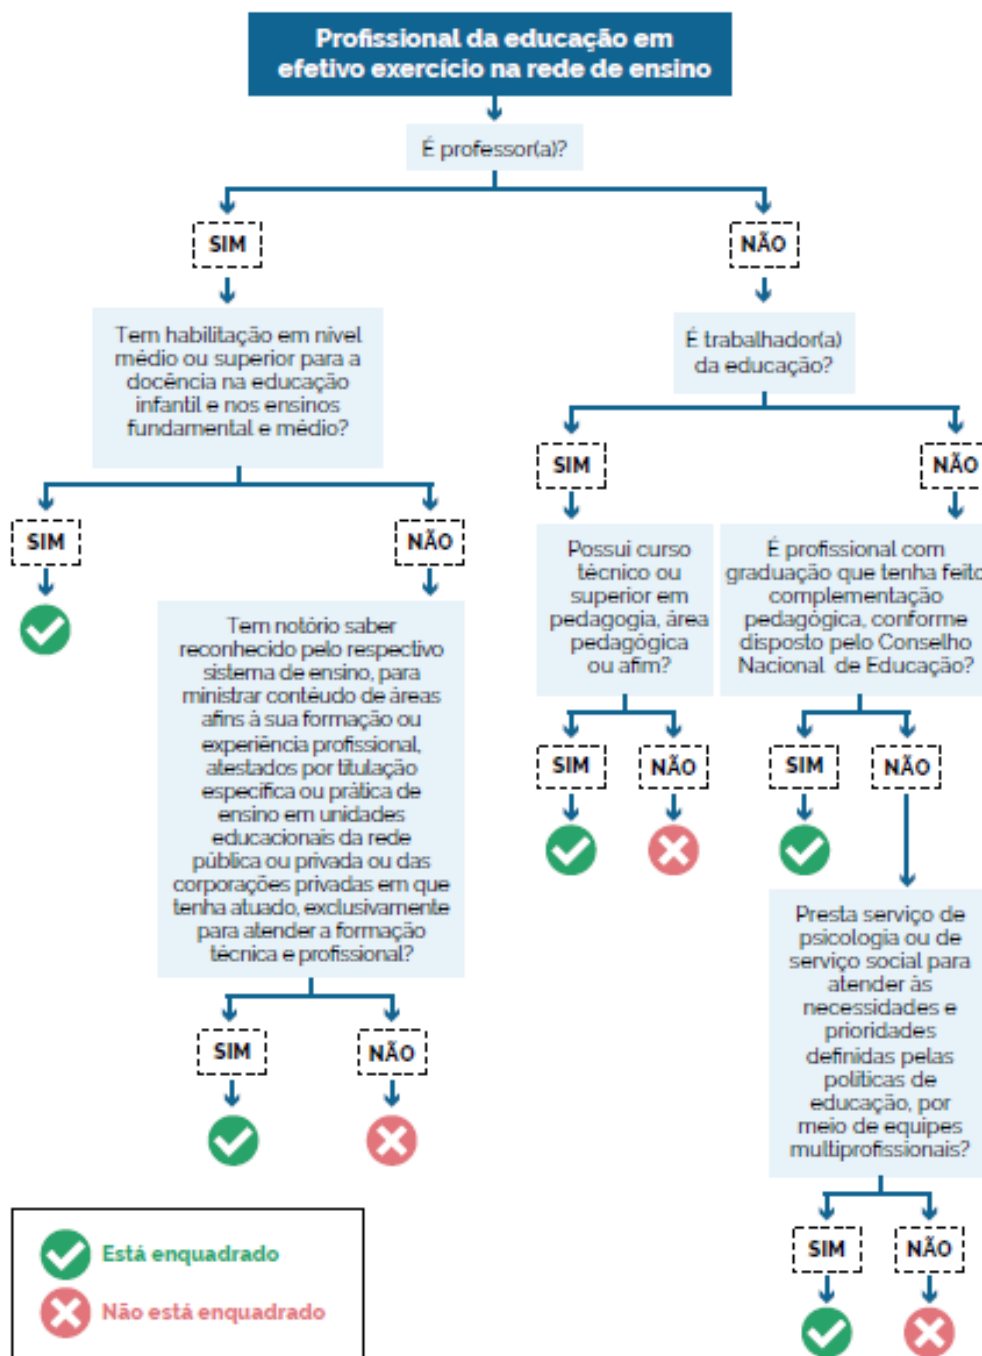 Profissional da educação em
efetivo exercício na rede de ensino
É professor(a)?
SIM
NÃO
Tem habilitação em nível
médio ou superior para a
docência na educação
infantil e nos ensinos
fundamental e médio?
É trabalhador(a)
da educação?
SIM
NÃO
SIM
NÃO
Tem notório saber
reconhecido pelo respectivo
sistema de ensino, para
ministrar contéudo de áreas
afins à sua formação ou
experiência profissional,
atestados por titulação
específica ou prática de
ensino em unidades
educacionais da rede
pública ou privada ou das
corporações privadas em que
tenha atuado, exclusivamente
para atender a formação
técnica e profissional?
Possui curso
técnico ou
superior em
pedagogia, área
pedagógica
ou afim?
É profissional com
graduação que tenha feito
complementação
pedagógica, conforme
disposto pelo Conselho
Nacional de Educação?
SIM
NÃO
SIM
NÃO
Presta serviço de
psicologia ou de
serviço social para
atender às
necessidades e
prioridades
definidas pelas
políticas de
educação, por
meio de equipes
multiprofissionais?
SIM
NÃO
SIM
NÃO
Está enquadrado
Não está enquadrado